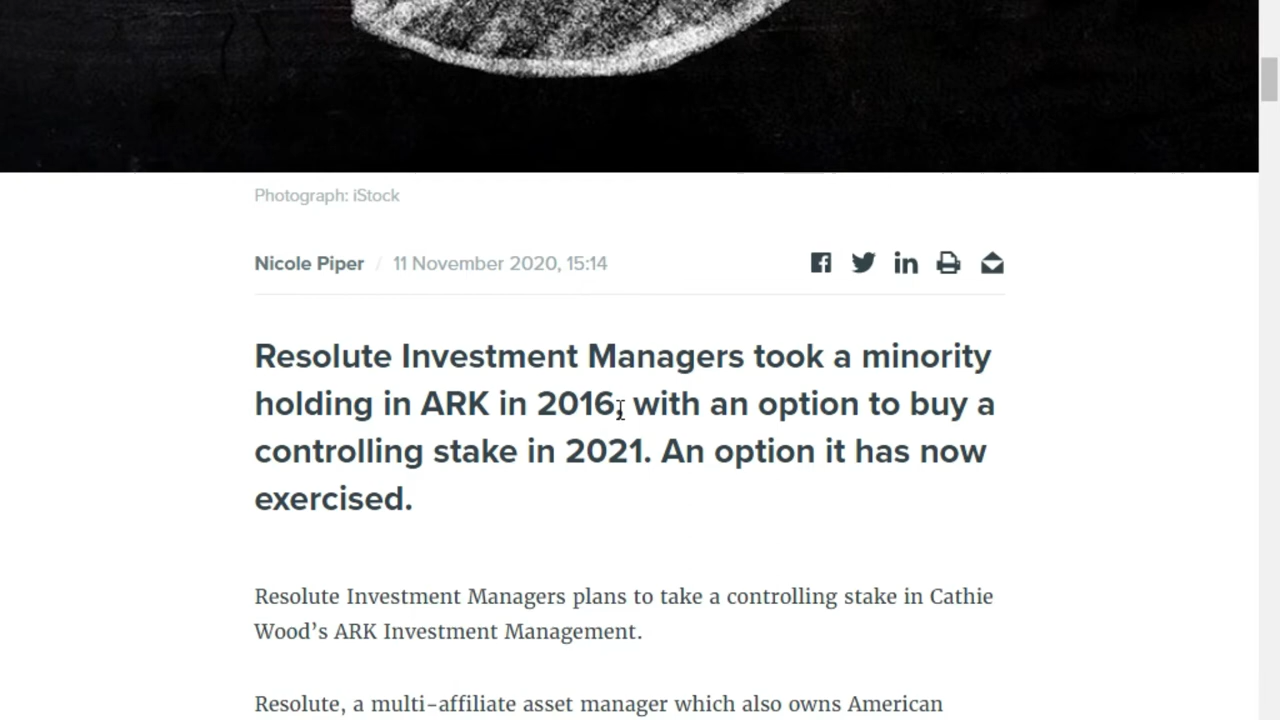 Photograph: iStock
Nicole Piper / 11 November 2020, 15:14
Resolute Investment Managers took a minority
holding in ARK in 2016, with an option to buy a
controlling stake in 2021. An option it has now
exercised.
Resolute Investment Managers plans to take a controlling stake in Cathie
Wood’s ARK Investment Management.
Resolute, a multi-affiliate asset manager which also owns American